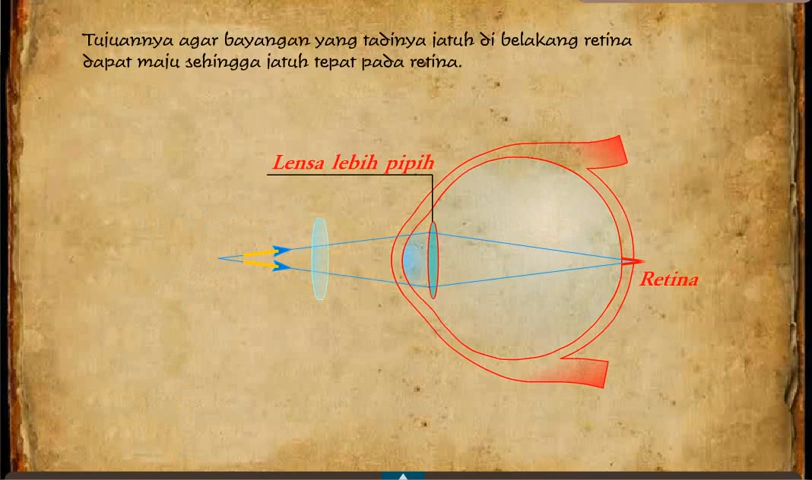 Tujuannya agar bayangan yang tadinya jatuh di belakang retina
dapat maju sehingga jatuh tepat pada retina.
Lensa lebih pipih
Retina